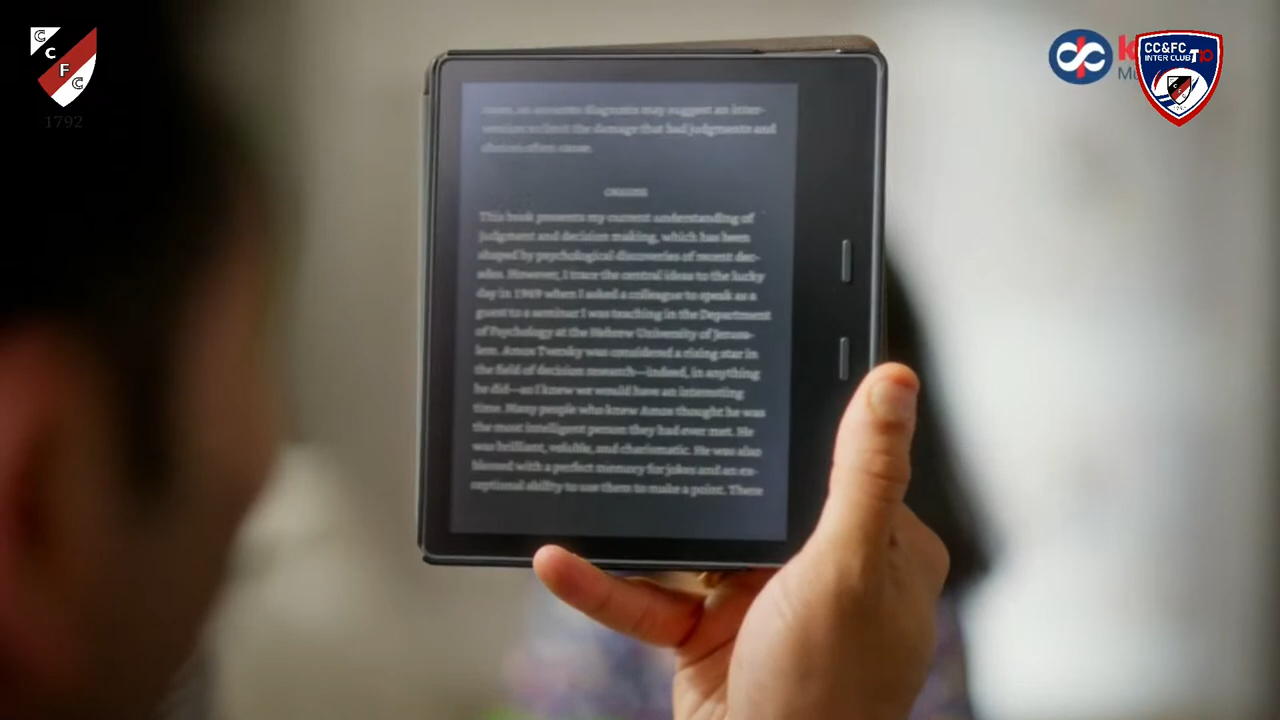 C
C
F
C
1792
K
Mu
CC&FC
INTER CLUB T10
an accurate diagnosis may suggest an inter-
the damage that bad judgments and
choices often cause.
ORIGINS
This book presents my current understanding of
judgment and decision making, which has been
shaped by psychological discoveries of recent dec-
ades. However, I trace the central ideas to the lucky
day in 1969 when I asked a colleague to speak as a
guest to a seminar I was teaching in the Department
of Psychology at the Hebrew University of Jerusa-
lem. Amos Tversky was considered a rising star in
the field of decision research—indeed, in anything
he did—so I knew we would have an interesting
time. Many people who knew Amos thought he was
the most intelligent person they had ever met. He
was brilliant, voluble, and charismatic. He was also
blessed with a perfect memory for jokes and an ex-
ceptional ability to use them to make a point. There